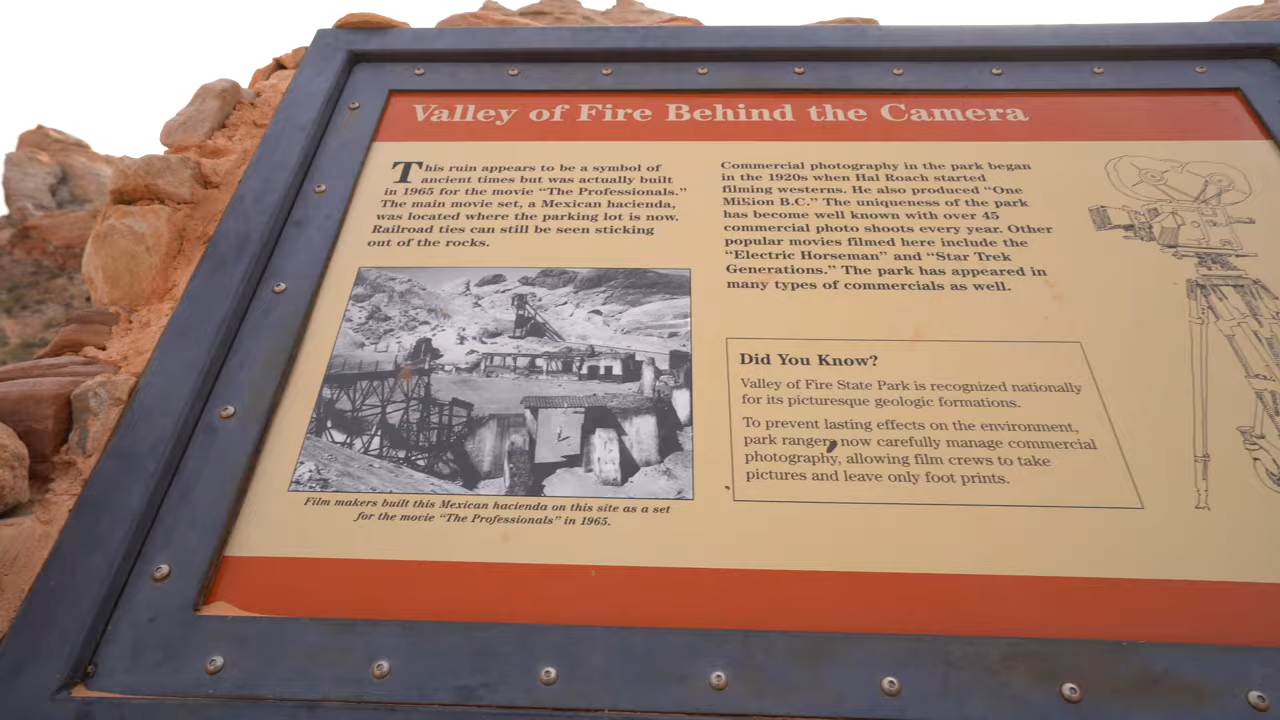 Valley of Fire Behind the Camera
This ruin appears to be a symbol of
ancient times but was actually built
in 1965 for the movie “The Professionals.”
The main movie set, a Mexican hacienda,
was located where the parking lot is now.
Railroad ties can still be seen sticking
out of the rocks.
Film makers built this Mexican hacienda on this site as a set
for the movie “The Professionals” in 1965.
Commercial photography in the park began
in the 1920s when Hal Roach started
filming westerns. He also produced “One
Million B.C.” The uniqueness of the park
has become well known with over 45
commercial photo shoots every year. Other
popular movies filmed here include the
“Electric Horseman” and “Star Trek
Generations.” The park has appeared in
many types of commercials as well.
Did You Know?
Valley of Fire State Park is recognized nationally
for its picturesque geologic formations.
To prevent lasting effects on the environment,
park rangers now carefully manage commercial
photography, allowing film crews to take
pictures and leave only foot prints.